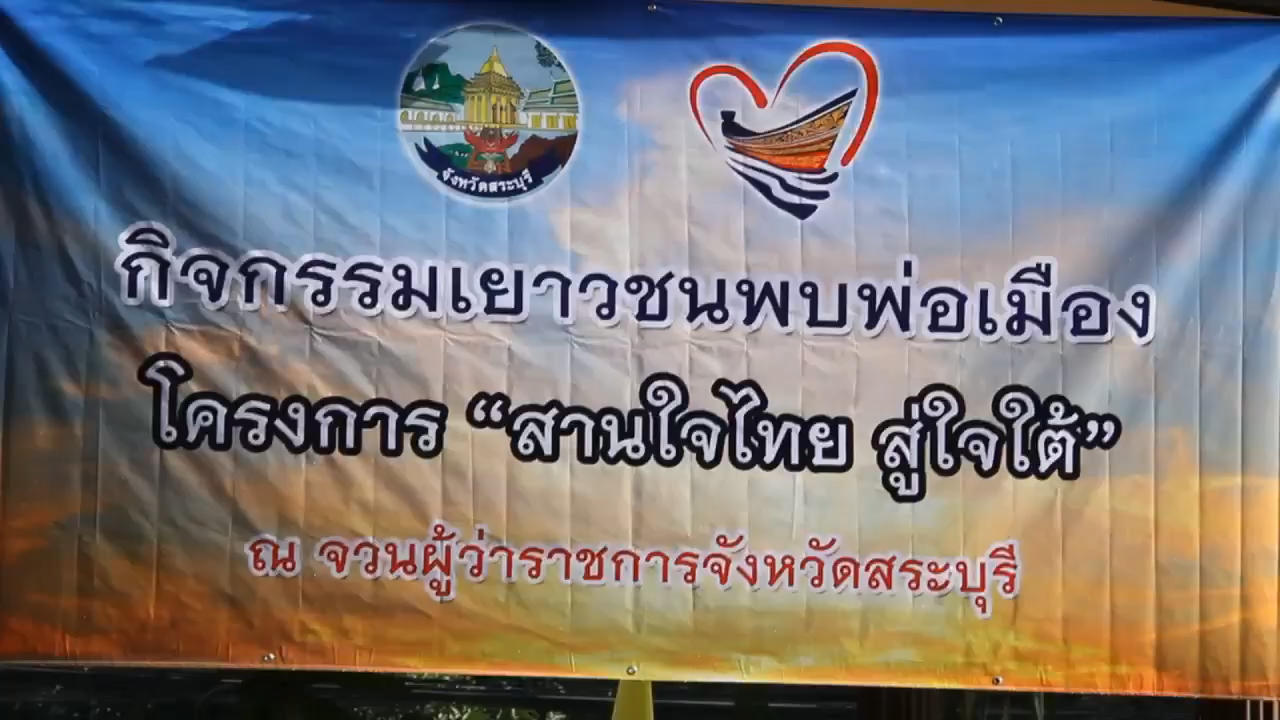 จังหวัดสระบุรี
กิจกรรมเยาวชนพบพ่อเมือง
โครงการ “สานใจไทย สู่ใจใต้”
ณ จวนผู้ว่าราชการจังหวัดสระบุรี